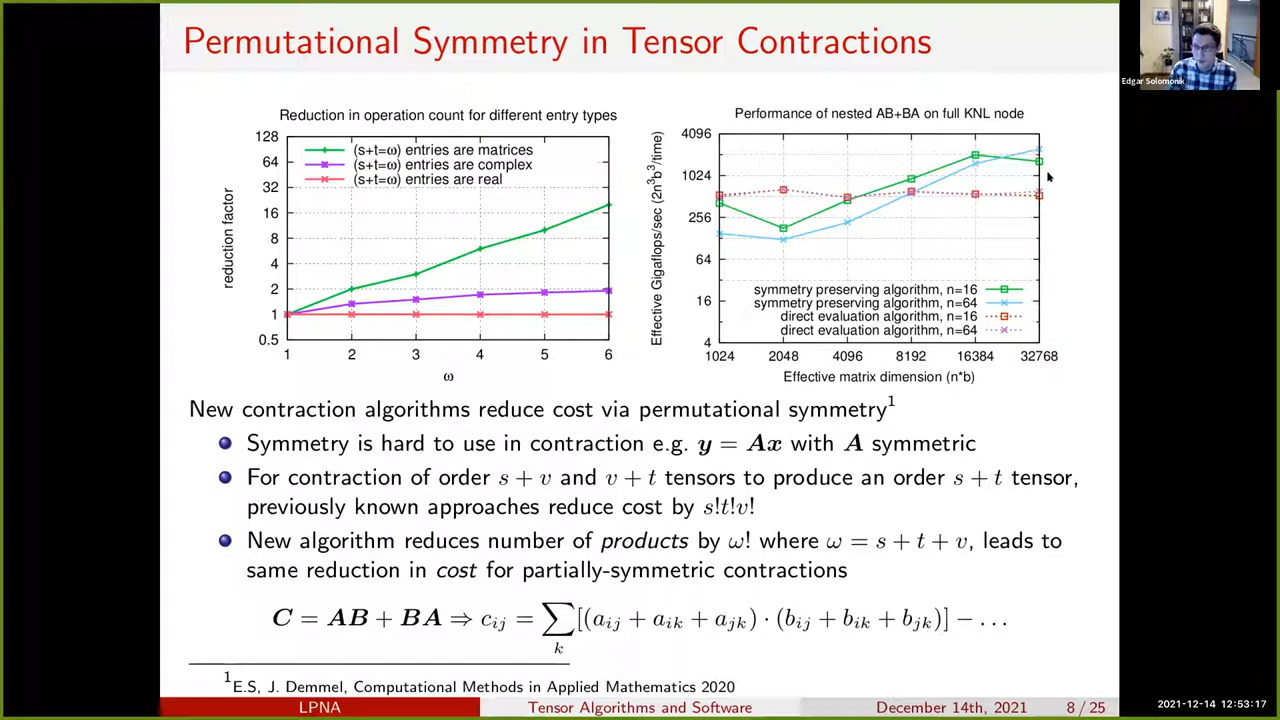 Permutational Symmetry in Tensor Contractions
Edgar Solomonik
Reduction in operation count for different entry types
128
64
32
16
8
4
2
1
0.5
reduction factor
(s+t=ω) entries are matrices
(s+t=ω) entries are complex
(s+t=ω) entries are real
1 2 3 4 5 6
ω
Performance of nested AB+BA on full KNL node
4096
1024
256
64
16
4
Effective Gigaflops/sec (2n³b³/time)
symmetry preserving algorithm, n=16
symmetry preserving algorithm, n=64
direct evaluation algorithm, n=16
direct evaluation algorithm, n=64
1024 2048 4096 8192 16384 32768
Effective matrix dimension (n*b)
New contraction algorithms reduce cost via permutational symmetry¹
Symmetry is hard to use in contraction e.g. y = Ax with A symmetric
For contraction of order s + v and v + t tensors to produce an order s + t tensor,
previously known approaches reduce cost by s!t!v!
New algorithm reduces number of products by ω! where ω = s + t + v, leads to
same reduction in cost for partially-symmetric contractions
C = AB + BA ⇒ cᵢⱼ = ∑ₖ[(aᵢⱼ + aᵢₖ + aⱼₖ) · (bᵢⱼ + bᵢₖ + bⱼₖ)] − ...
¹E.S, J. Demmel, Computational Methods in Applied Mathematics 2020
LPNA Tensor Algorithms and Software December 14th, 2021 8 / 25
2021-12-14 12:53:17